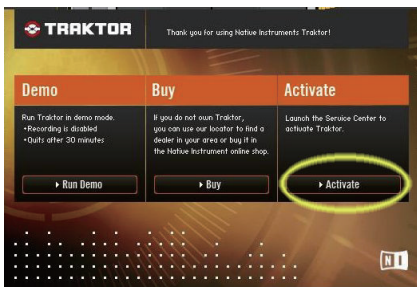 TRAKTOR
Thank you for using Native Instruments Traktor!
Demo
Run Traktor in demo mode.
•Recording is disabled
•Quits after 30 minutes
Run Demo
Buy
If you do not own Traktor,
you can use our locator to find a
dealer in your area or buy it in
the Native Instrument online shop.
Buy
Activate
Launch the Service Center to
activate Traktor.
Activate
NI